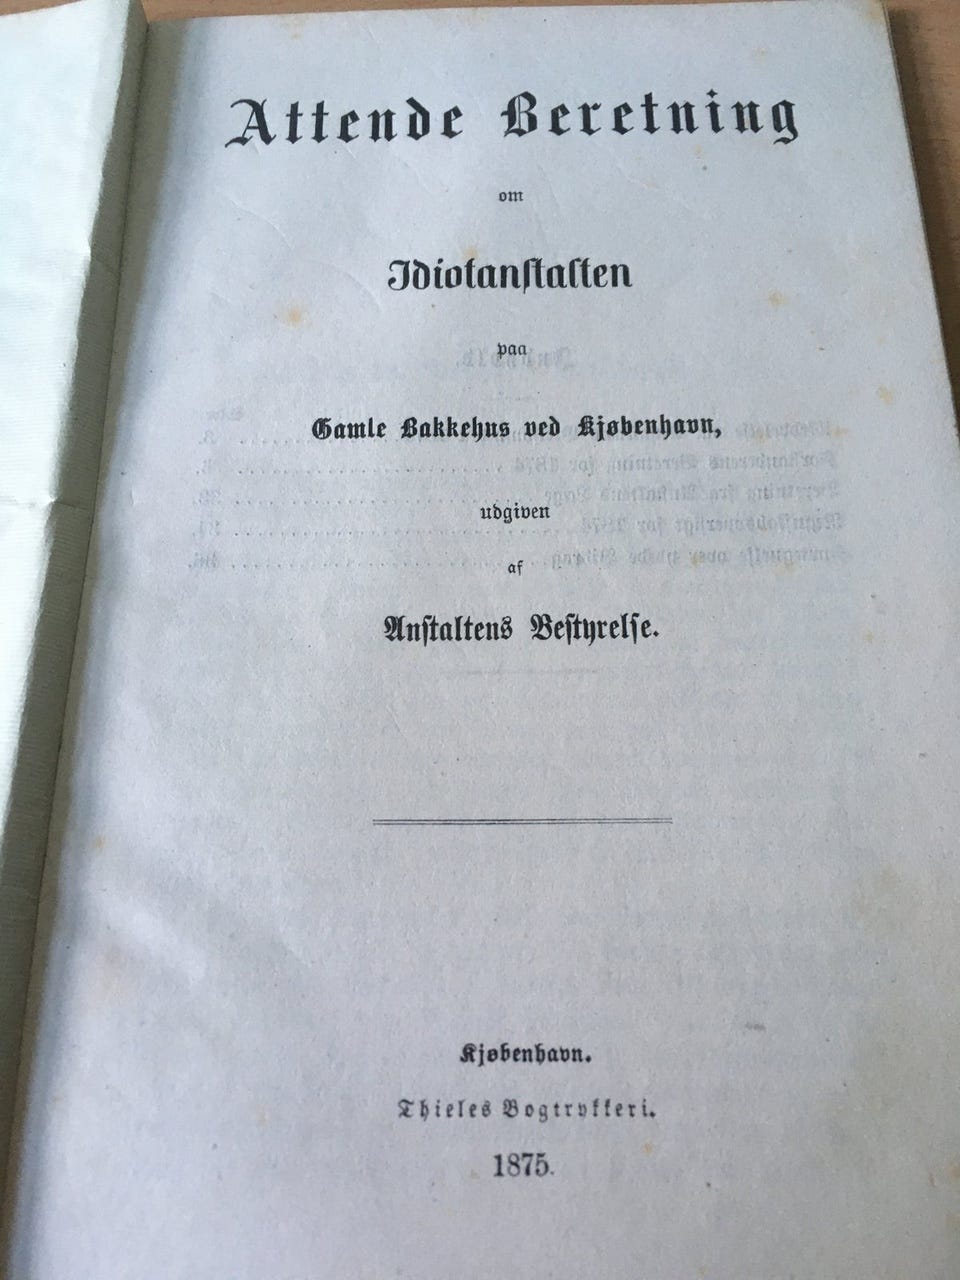 Attende Beretning
om
Idiotanstalten
paa
Gamle Bakkehus ved Kjøbenhavn,
udgiven
af
Anstaltens Bestyrelse.
Kjøbenhavn.
Thieles Bogtrykkeri.
1875.